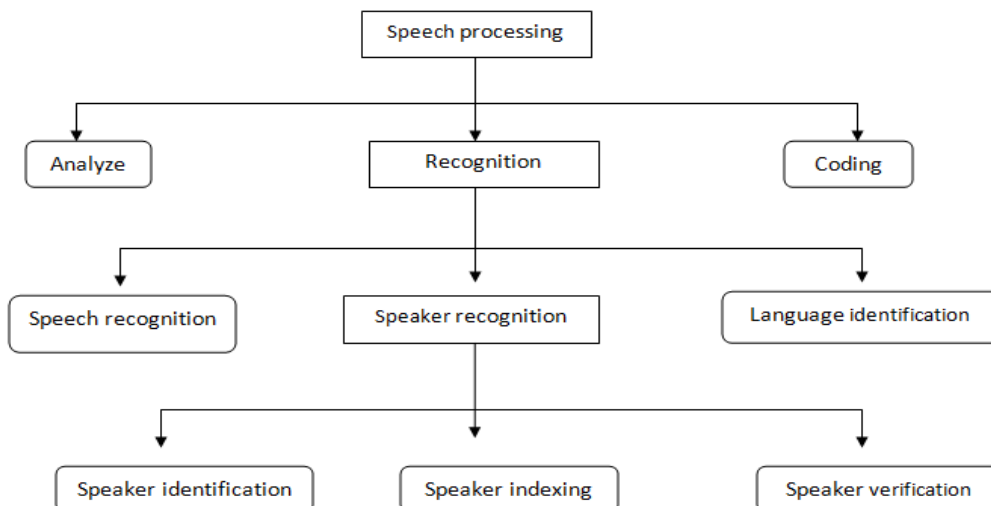 Speech processing
Analyze
Recognition
Coding
Speech recognition
Speaker recognition
Language identification
Speaker identification
Speaker indexing
Speaker verification